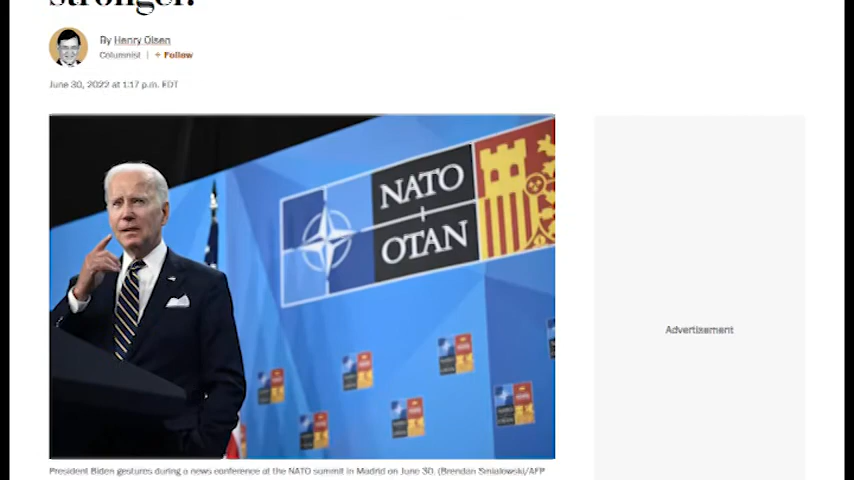 stronger.
By Henry Olsen
Columnist | + Follow
June 30, 2022 at 1:17 p.m. EDT
NATO
OTAN
Advertisement
President Biden gestures during a news conference at the NATO summit in Madrid on June 30. (Brendan Smialowski/AFP